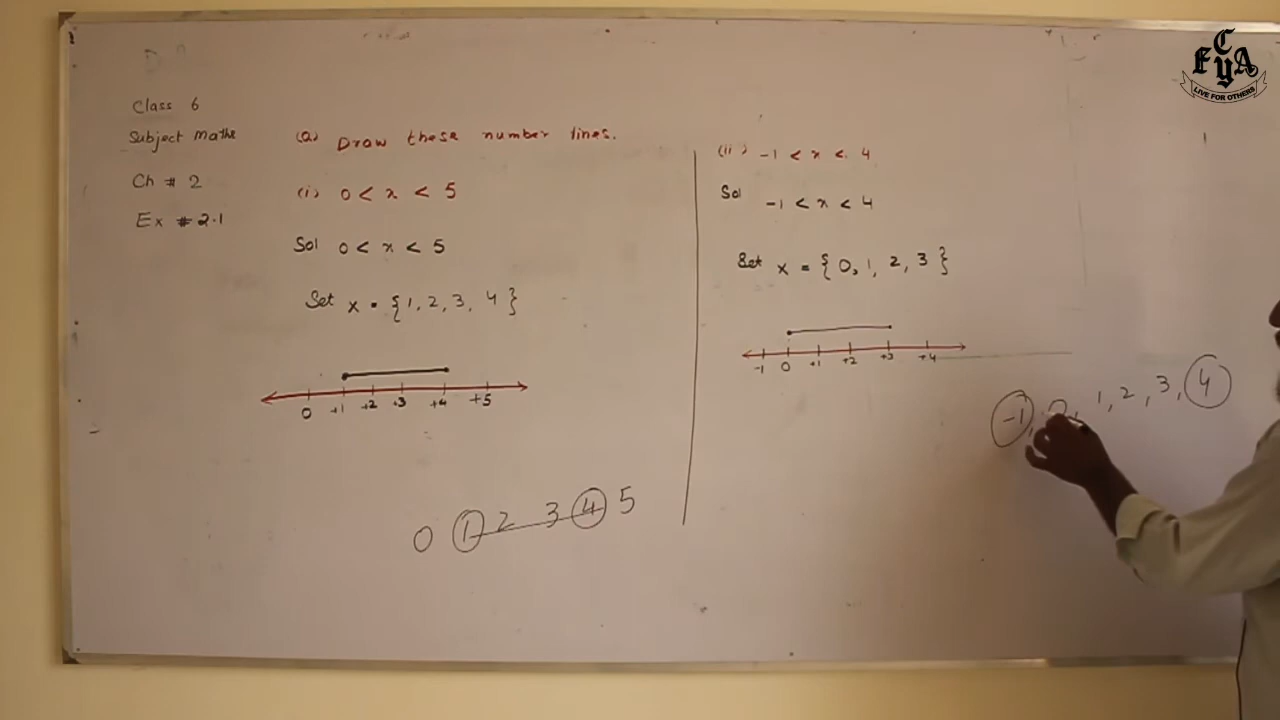 Class 6
Subject maths
Ch # 2
Ex # 2.1
(Q) Draw these number lines.
(i) 0 < x < 5
Sol 0 < x < 5
Set x = {1, 2, 3, 4}
0 +1 +2 +3 +4 +5
0 1 2 3 4 5
(ii) -1 < x < 4
Sol -1 < x < 4
Set x = {0, 1, 2, 3}
-1 0 +1 +2 +3 +4
-1, 0, 1, 2, 3, 4
ECYA
LIVE FOR OTHERS